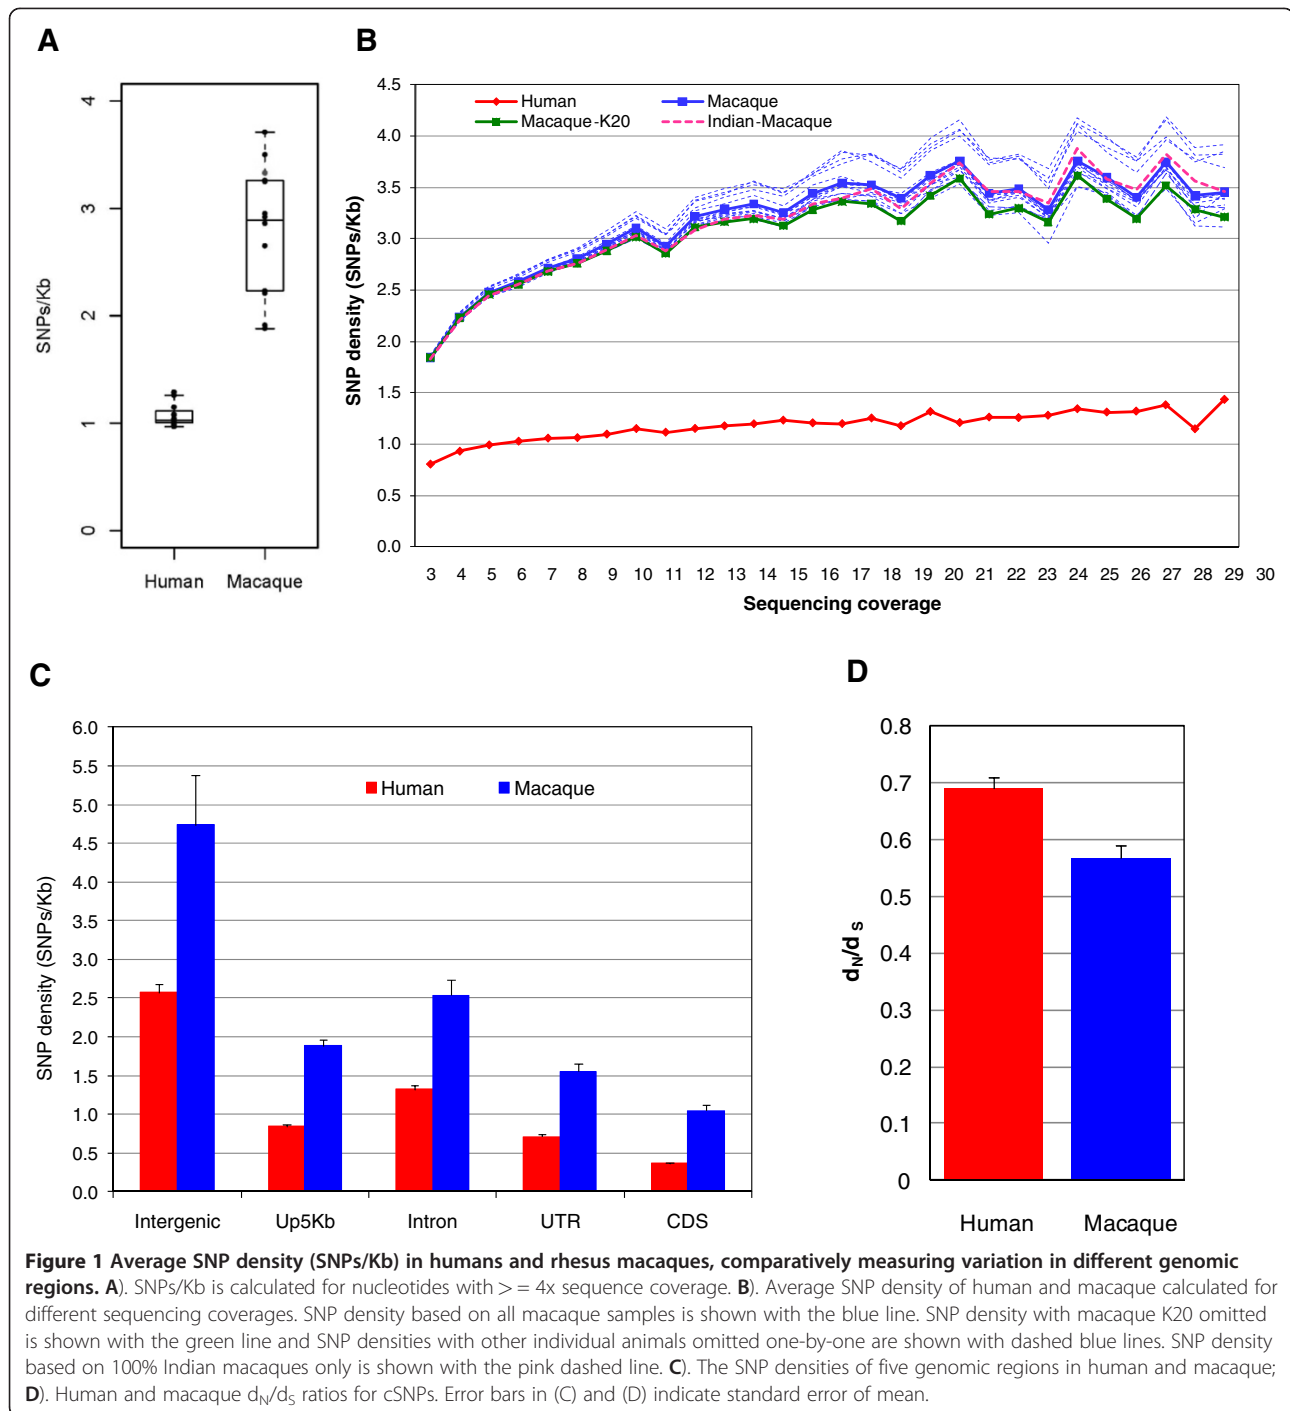 A
B
4
3
2
1
0
SNPs/Kb
Human Macaque
4.5
4.0
3.5
3.0
2.5
2.0
1.5
1.0
0.5
0.0
SNP density (SNPs/Kb)
Human Macaque
Macaque-K20 Indian-Macaque
3 4 5 6 7 8 9 10 11 12 13 14 15 16 17 18 19 20 21 22 23 24 25 26 27 28 29 30
Sequencing coverage
C
D
6.0
5.5
5.0
4.5
4.0
3.5
3.0
2.5
2.0
1.5
1.0
0.5
0.0
SNP density (SNPs/Kb)
Human Macaque
Intergenic Up5Kb Intron UTR CDS
0.8
0.7
0.6
0.5
0.4
0.3
0.2
0.1
0
dN/d S
Human Macaque
Figure 1 Average SNP density (SNPs/Kb) in humans and rhesus macaques, comparatively measuring variation in different genomic
regions. A). SNPs/Kb is calculated for nucleotides with > = 4x sequence coverage. B). Average SNP density of human and macaque calculated for
different sequencing coverages. SNP density based on all macaque samples is shown with the blue line. SNP density with macaque K20 omitted
is shown with the green line and SNP densities with other individual animals omitted one-by-one are shown with dashed blue lines. SNP density
based on 100% Indian macaques only is shown with the pink dashed line. C). The SNP densities of five genomic regions in human and macaque;
D). Human and macaque dN/dS ratios for cSNPs. Error bars in (C) and (D) indicate standard error of mean.